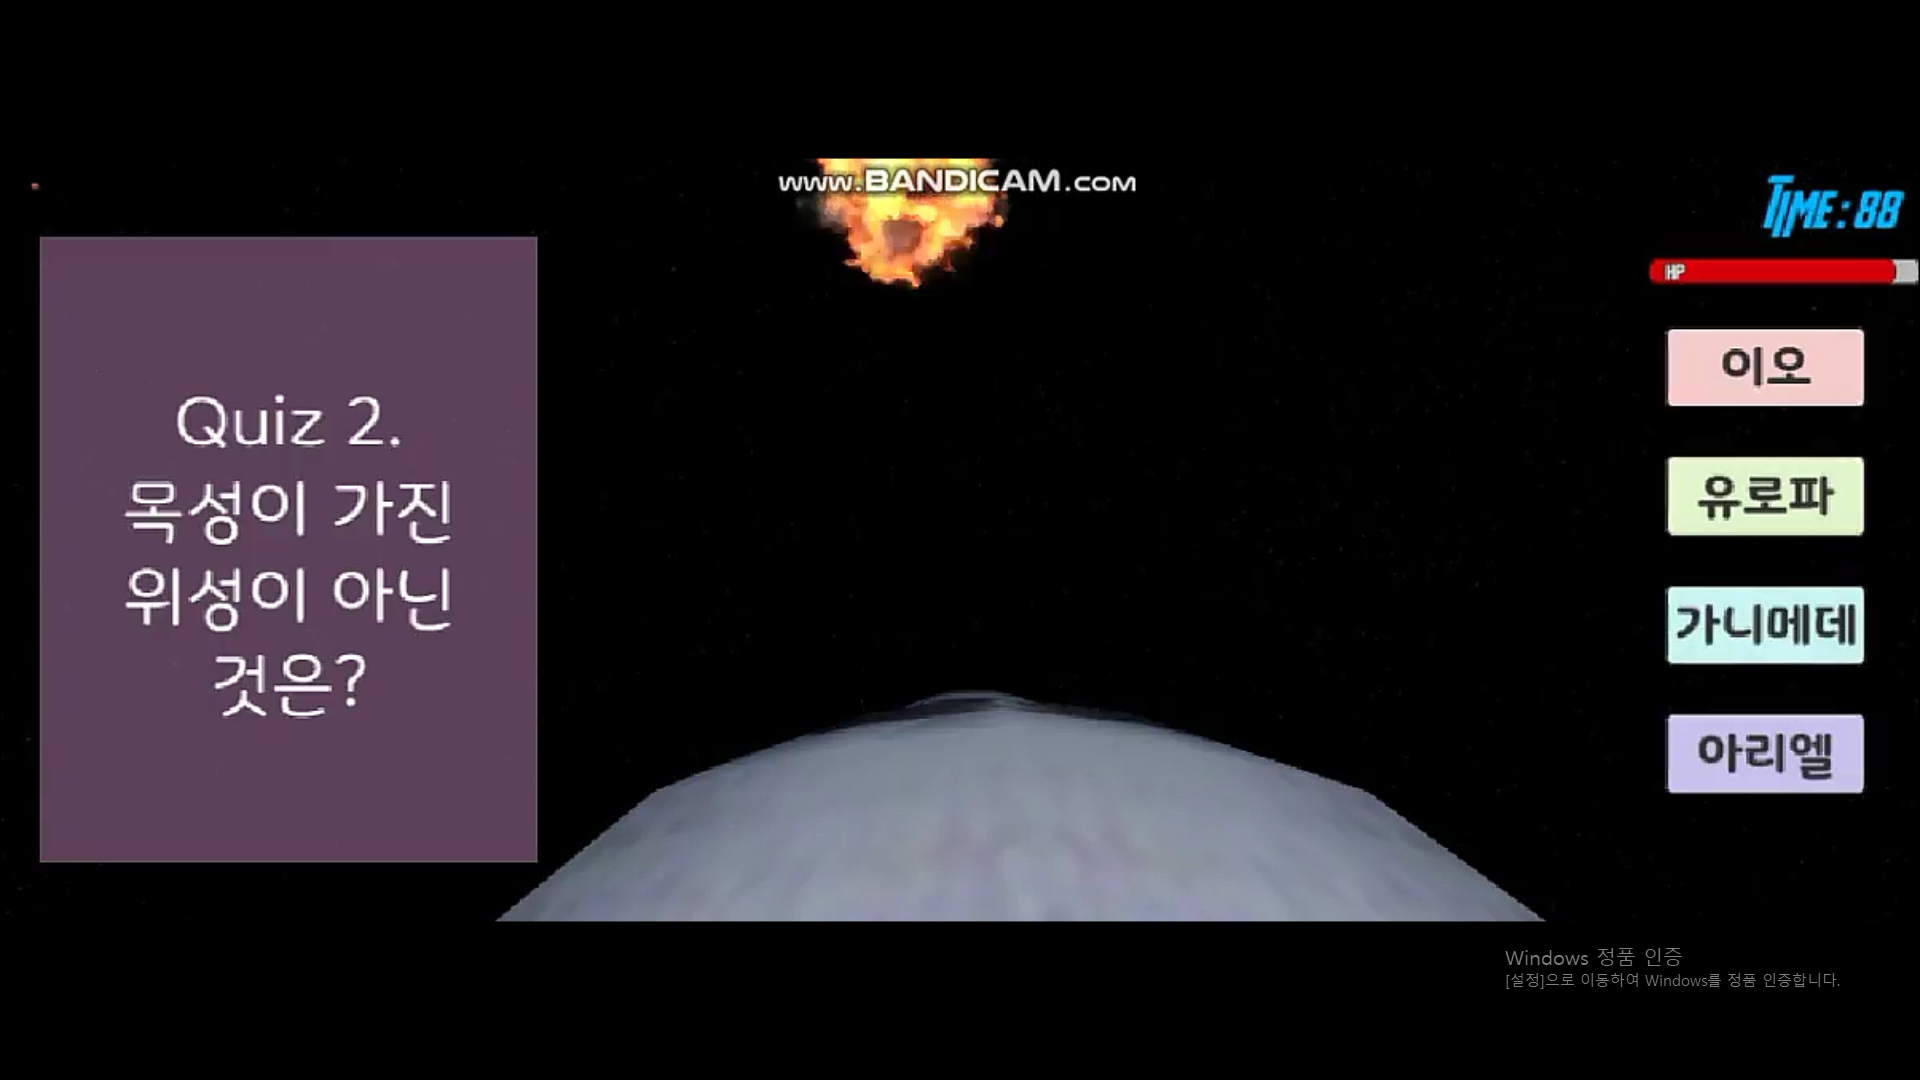 www.BANDICAM.com
TIME:88
HP
Quiz 2.
목성이 가진
위성이 아닌
것은?
이오
유로파
가니메데
아리엘
Windows 정품 인증
[설정]으로 이동하여 Windows를 정품 인증합니다.